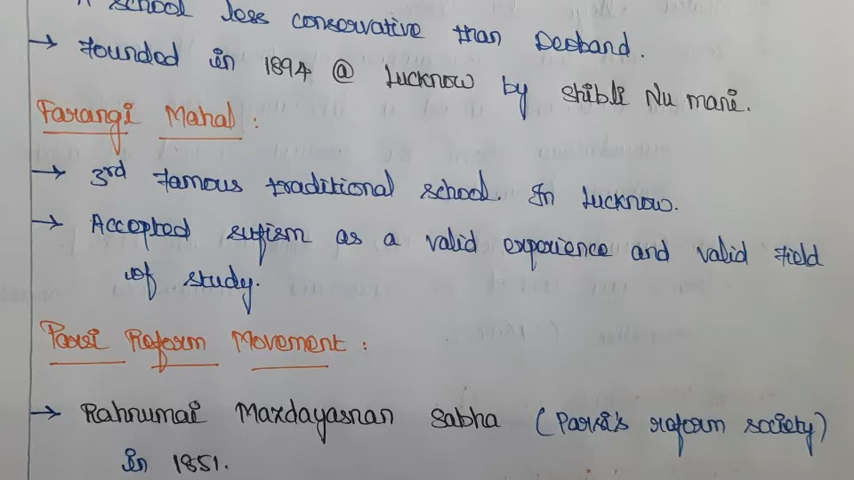 A school less conservative than Deoband.
→ Founded in 1894 @ Lucknow by Shibli Numani.
Farangi Mahal :
→ 3rd famous traditional school. In Lucknow.
→ Accepted sufism as a valid experience and valid field
of study.
Parsi Reform Movement :
→ Rahnumai Mazdayasnan Sabha (Parsi's reform society)
in 1851.